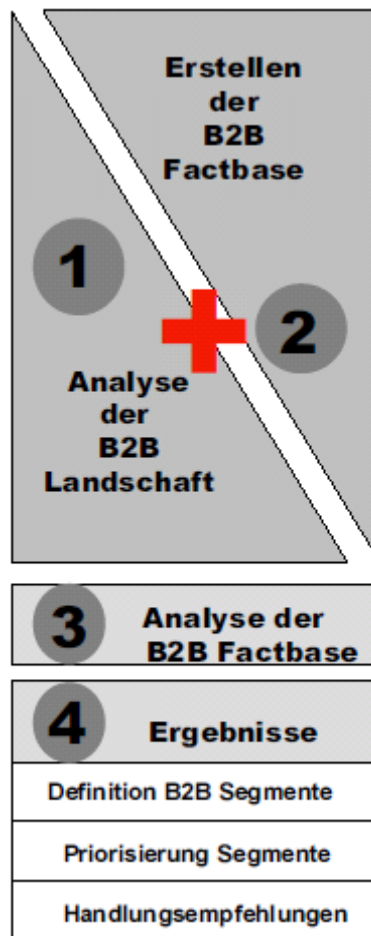 Erstellen
der
B2B
Factbase
1
2
Analyse
der
B2B
Landschaft
3
Analyse der
B2B Factbase
4
Ergebnisse
Definition B2B Segmente
Priorisierung Segmente
Handlungsempfehlungen